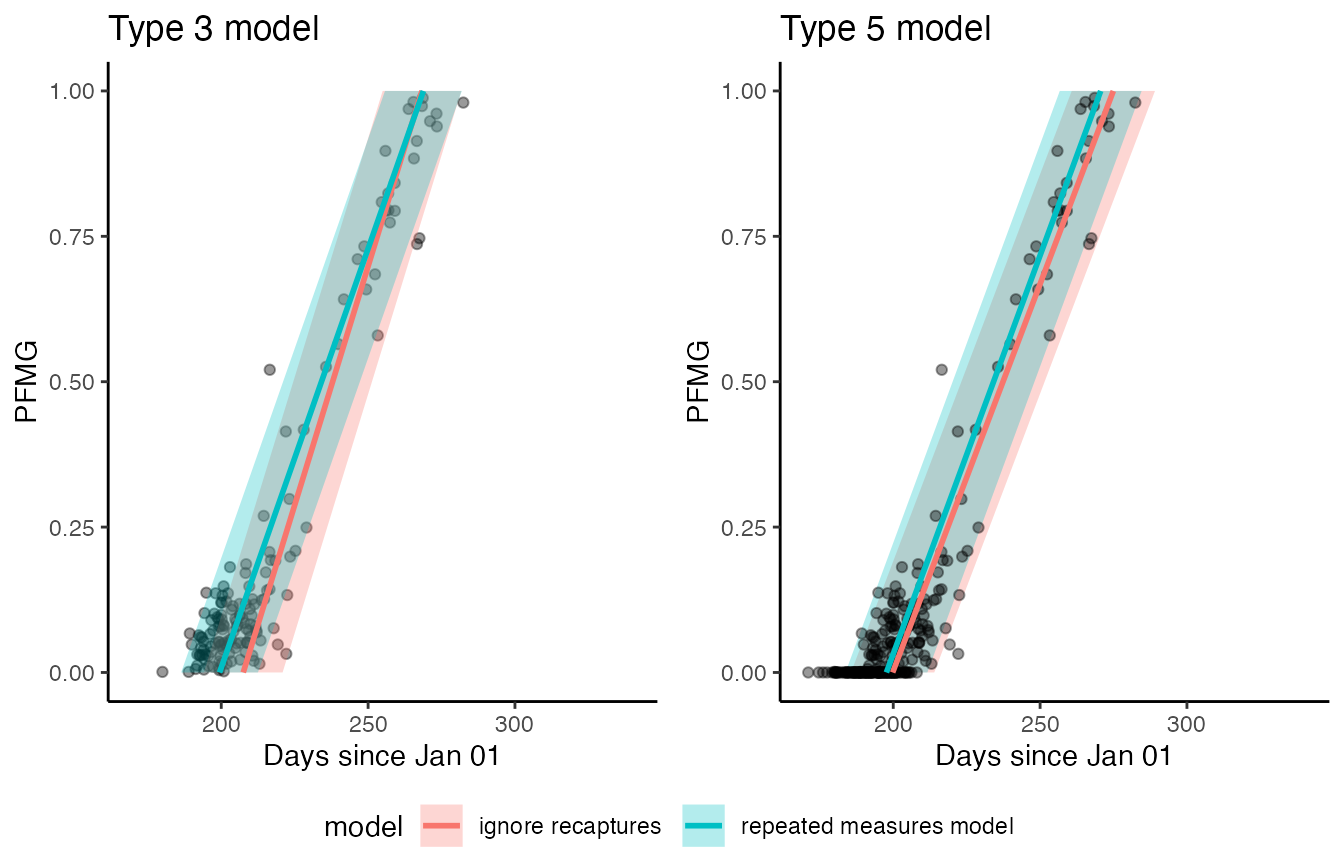 Type 3 model
1.00
0.75
0.50
0.25
0.00
PFMG
200 250 300
Days since Jan 01
Type 5 model
1.00
0.75
0.50
0.25
0.00
PFMG
200 250 300
Days since Jan 01
model ignore recaptures repeated measures model